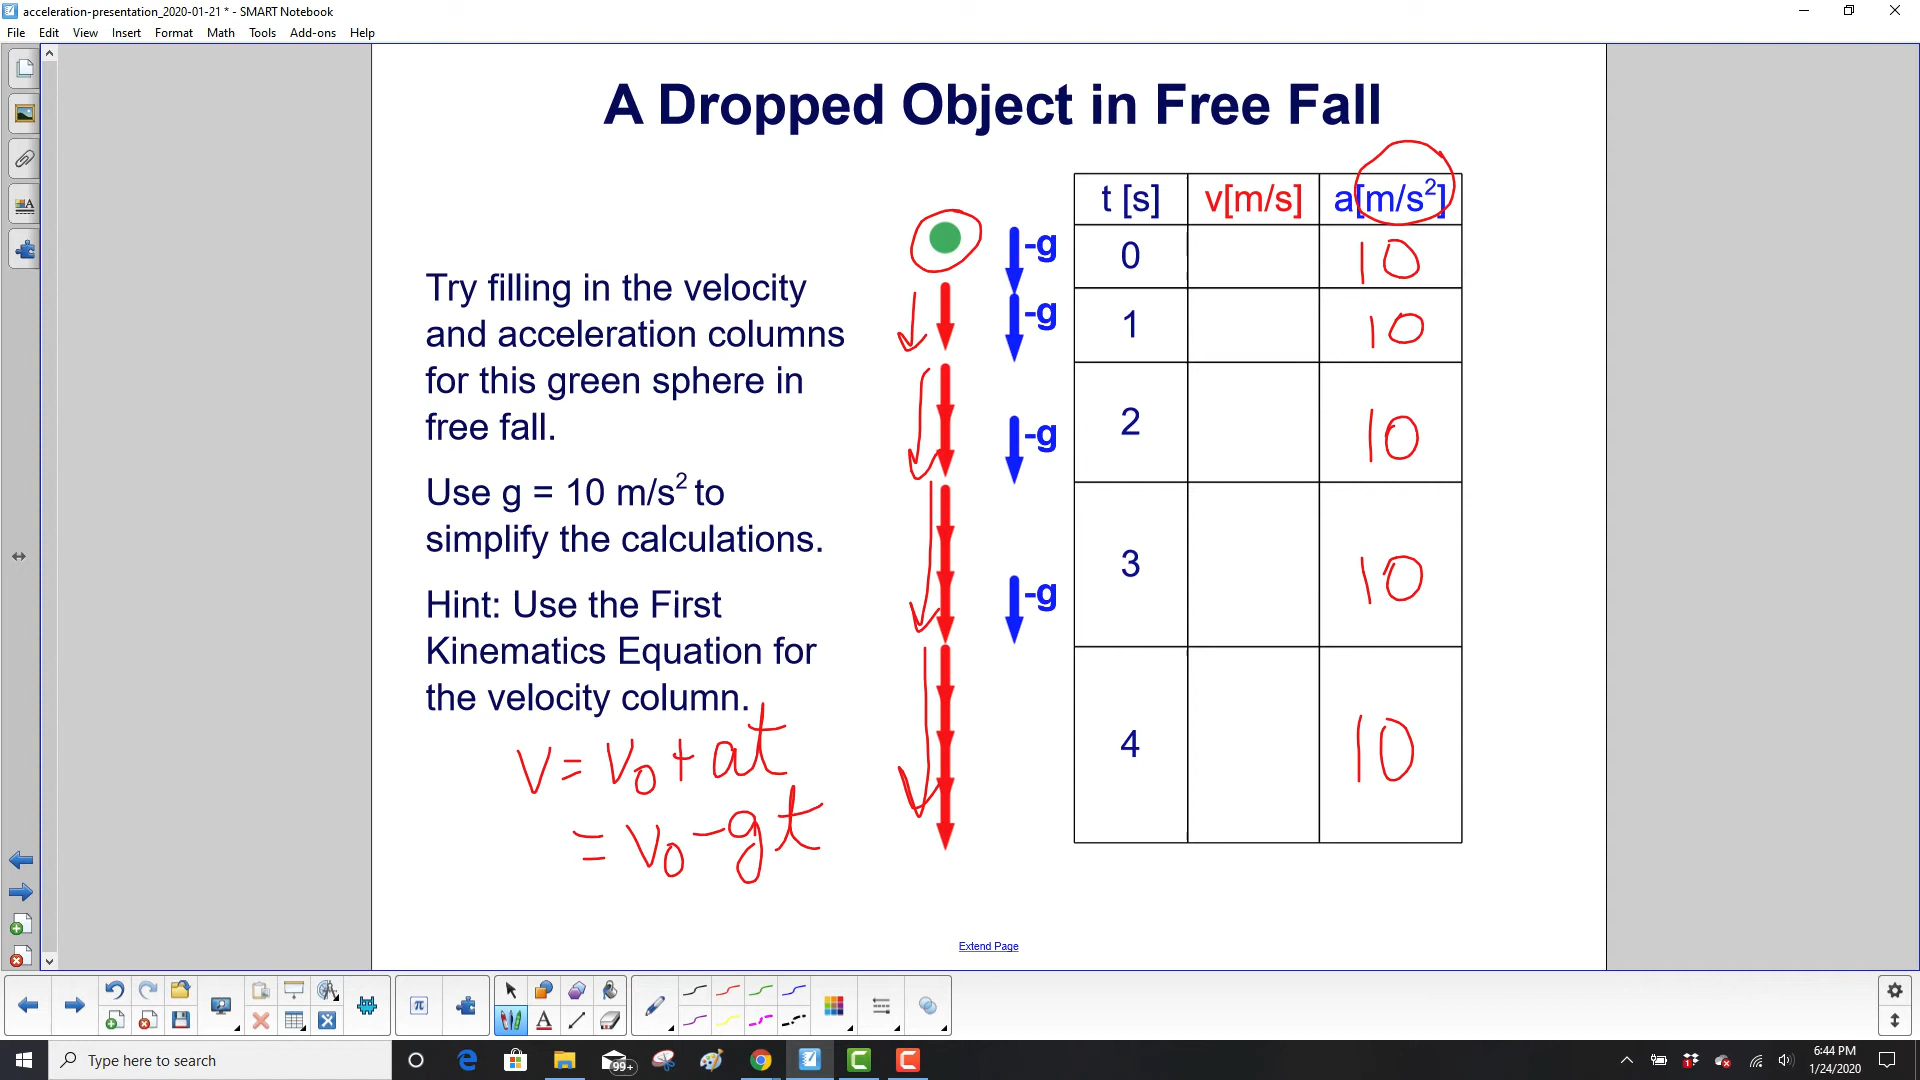 acceleration-presentation_2020-01-21 * - SMART Notebook
File Edit View Insert Format Math Tools Add-ons Help
A Dropped Object in Free Fall
Try filling in the velocity
and acceleration columns
for this green sphere in
free fall.
Use g = 10 m/s² to
simplify the calculations.
Hint: Use the First
Kinematics Equation for
the velocity column.
v = v₀ + at
= v₀ - gt
-g
-g
-g
-g
t [s] v[m/s] a[m/s²]
0 10
1 10
2 10
3 10
4 10
Extend Page
π
A
Type here to search
99+
6:44 PM
1/24/2020